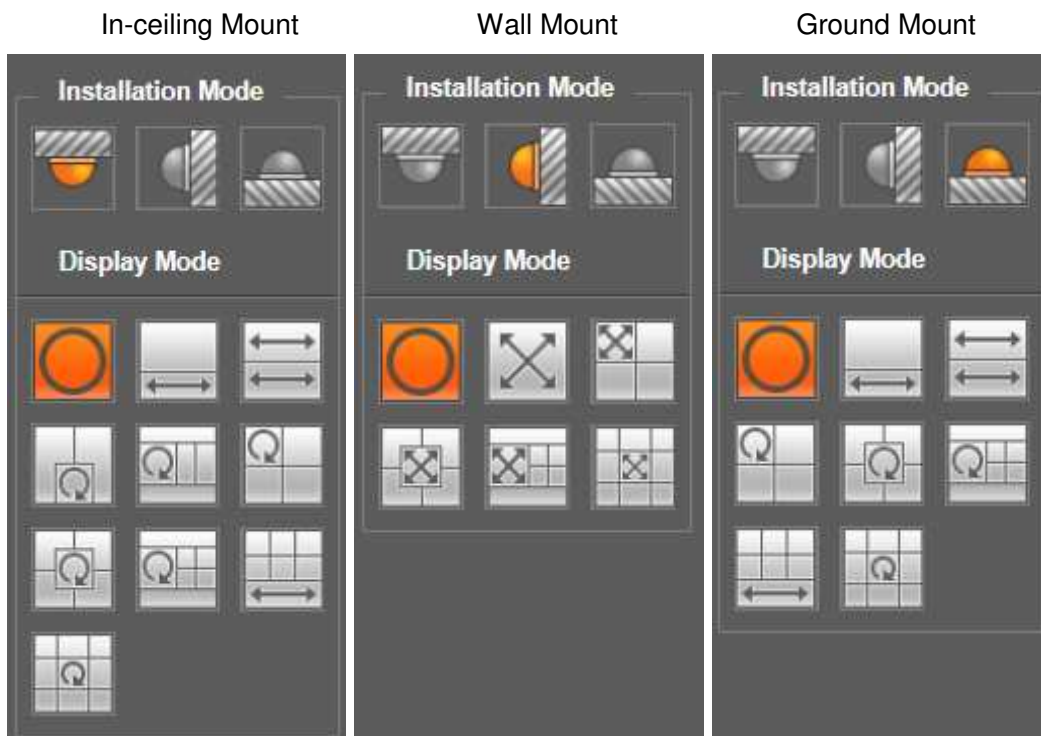 In-ceiling Mount
Wall Mount
Ground Mount
Installation Mode
Installation Mode
Installation Mode
Display Mode
Display Mode
Display Mode